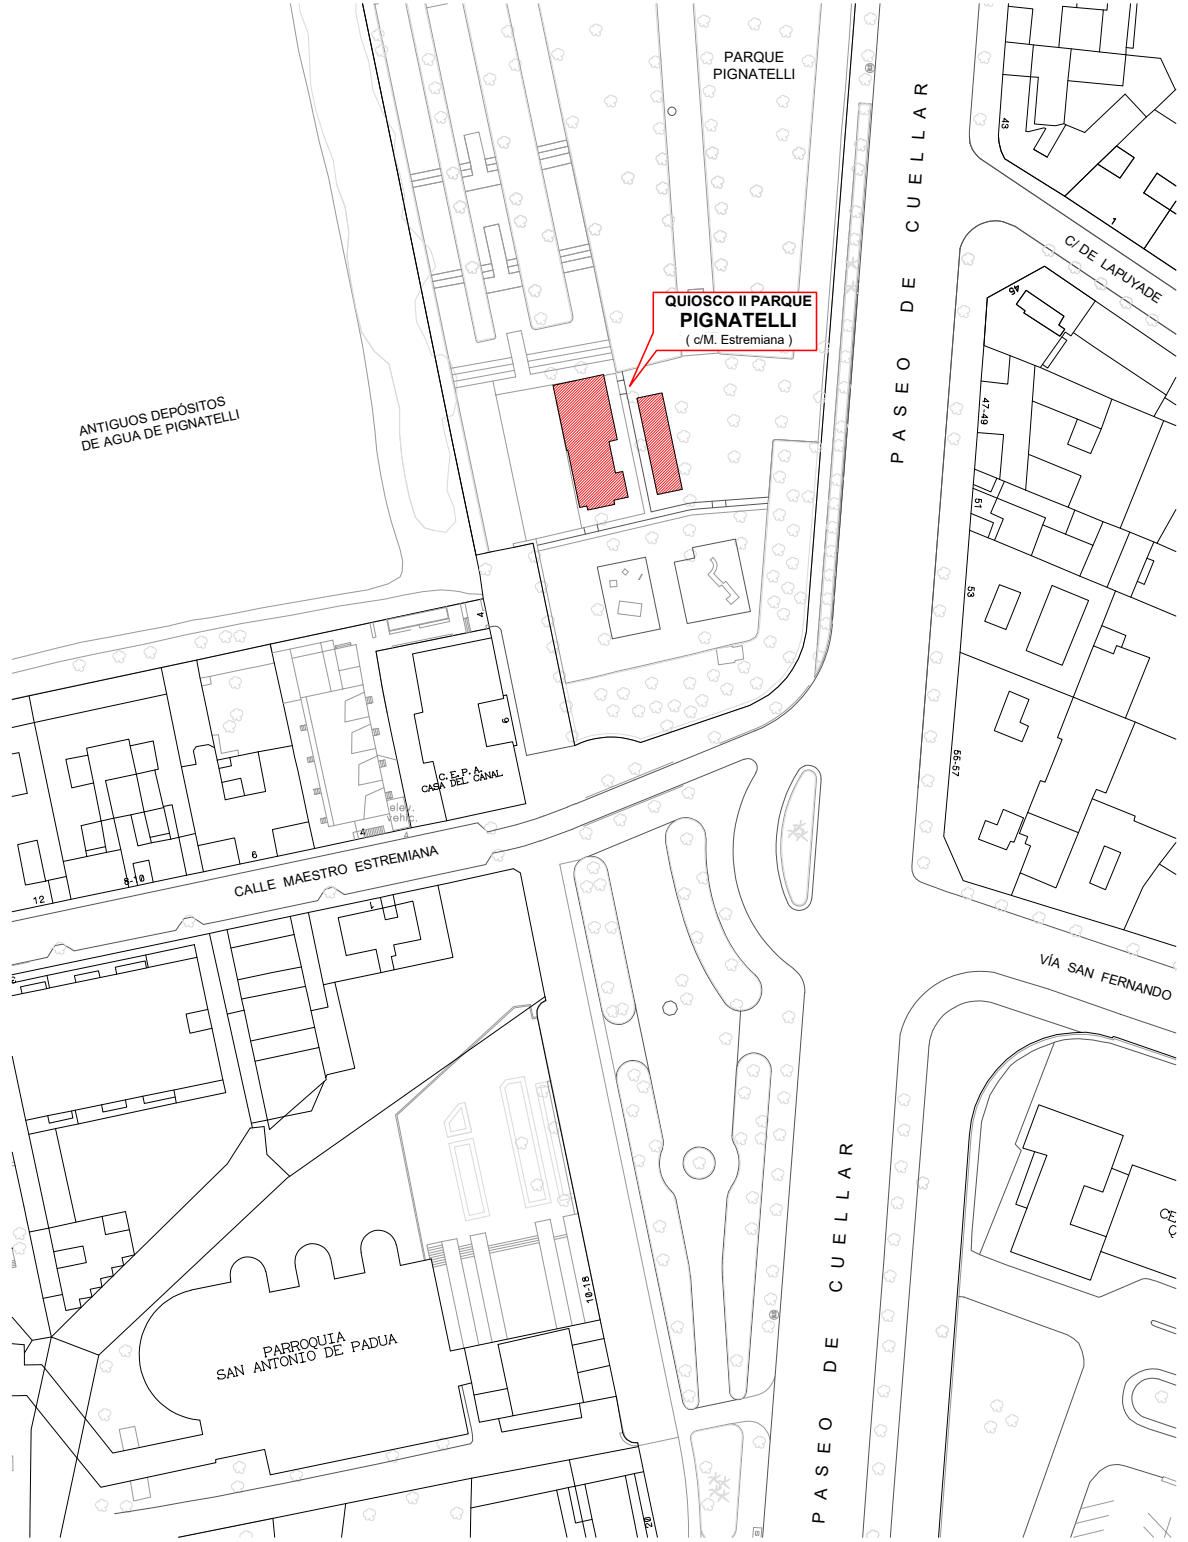 PARQUE
PIGNATELLI
PASEO DE CUELLAR
43
1
C/ DE LAPUYADE
45
QUIOSCO II PARQUE
PIGNATELLI
( c/M. Estremiana )
ANTIGUOS DEPÓSITOS
DE AGUA DE PIGNATELLI
47-49
51
53
55-57
4
9
C.E.P.A.
CASA DEL CANAL
elev.
vehic.
4
4
6
8-10
12
CALLE MAESTRO ESTREMIANA
1
VÍA SAN FERNANDO
PASEO DE CUELLAR
CE
Q
10-18
PARROQUIA
SAN ANTONIO DE PADUA
20